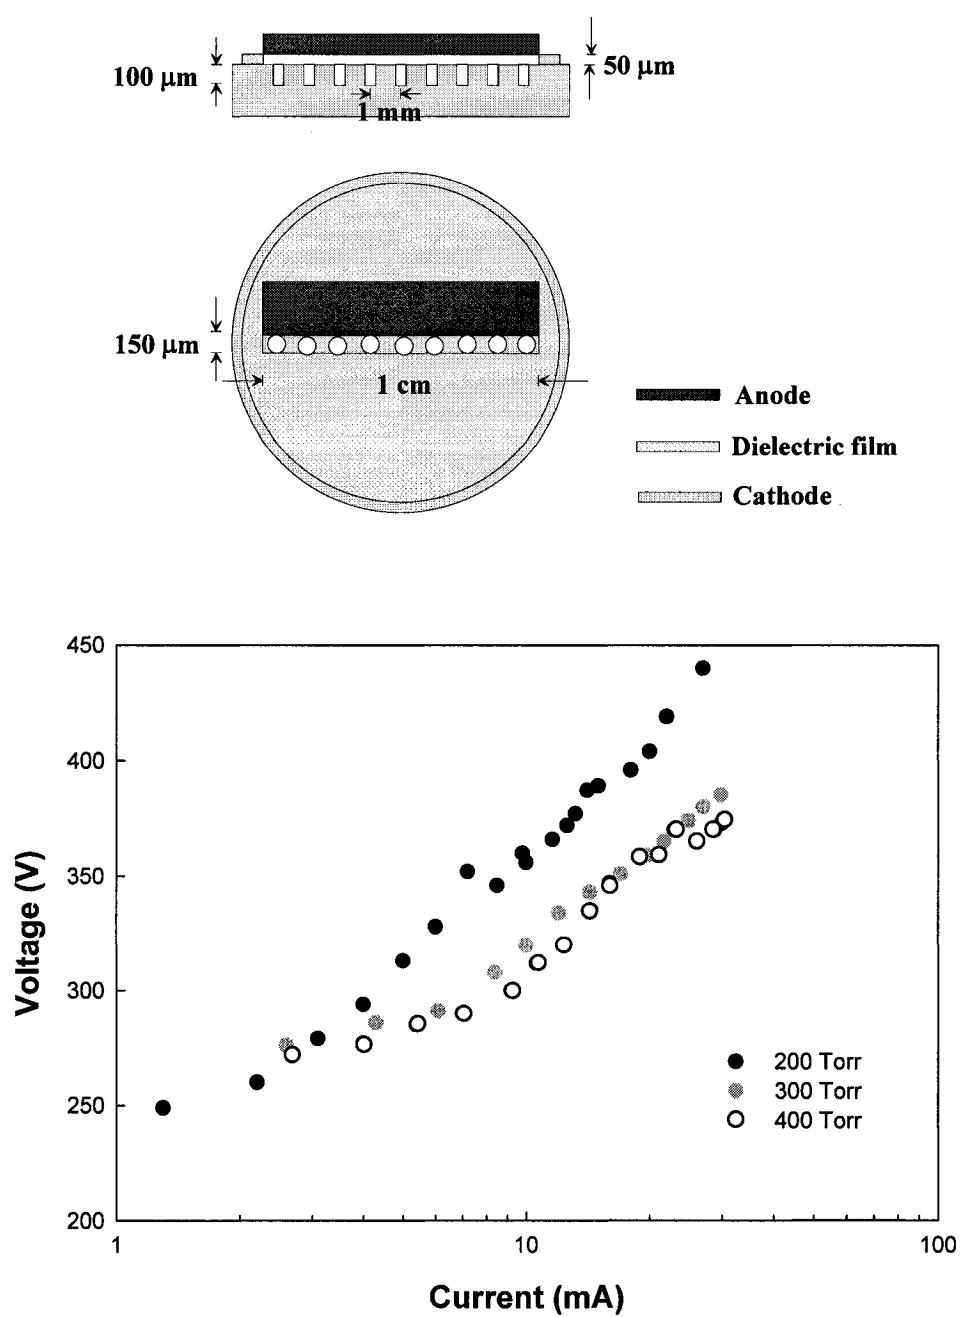 100 μm
50 μm
1 mm
150 μm
1 cm
Anode
Dielectric film
Cathode
450
400
350
300
250
200
Voltage (V)
200 Torr
300 Torr
400 Torr
1
10
100
Current (mA)